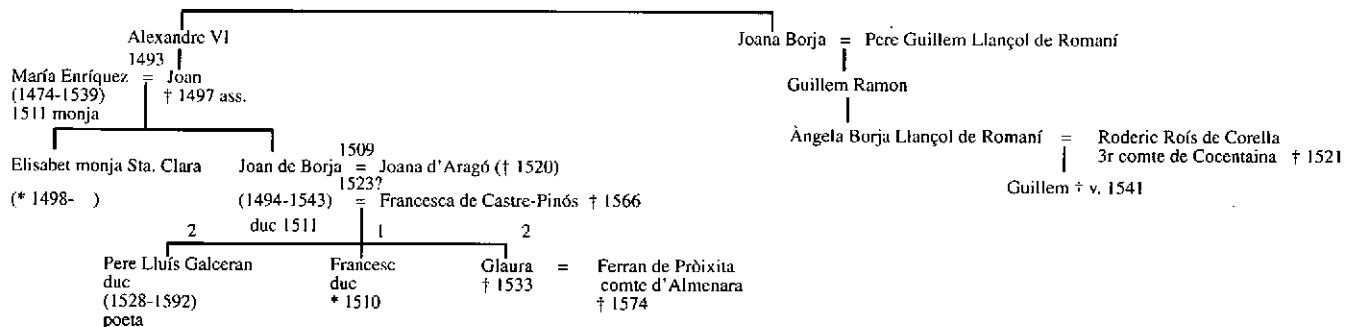 Alexandre VI
Joana Borja = Pere Guillem Llançol de Romaní
1493
María Enríquez = Joan
(1474-1539) † 1497 ass.
1511 monja
Guillem Ramon
Àngela Borja Llançol de Romaní = Roderic Roís de Corella
3r comte de Cocentaina † 1521
Guillem † v. 1541
Elisabet monja Sta. Clara
(* 1498- )
1509
Joan de Borja = Joana d'Aragó († 1520)
1523?
(1494-1543) = Francesca de Castre-Pinós † 1566
duc 1511
2 1 2
Pere Lluís Galceran
duc
(1528-1592)
poeta
Francesc
duc
* 1510
Glaura = Ferran de Pròixita
† 1533 comte d'Almenara
† 1574